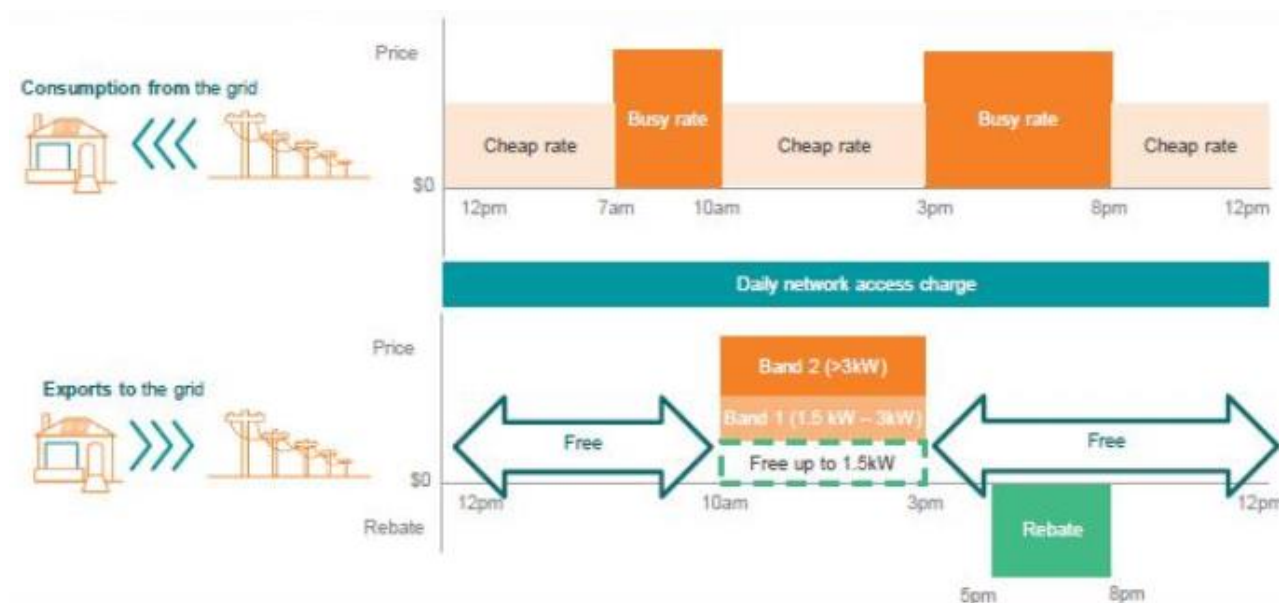 Price
Consumption from the grid
Busy rate
Busy rate
Cheap rate
Cheap rate
Cheap rate
$0
12pm
7am
10am
3pm
8pm
12pm
Daily network access charge
Price
Band 2 (>3kW)
Exports to the grid
Band 1 (1.5 kW – 3kW)
Free
Free
Free up to 1.5kW
$0
12pm
10am
3pm
12pm
Rebate
Rebate
5pm
8pm